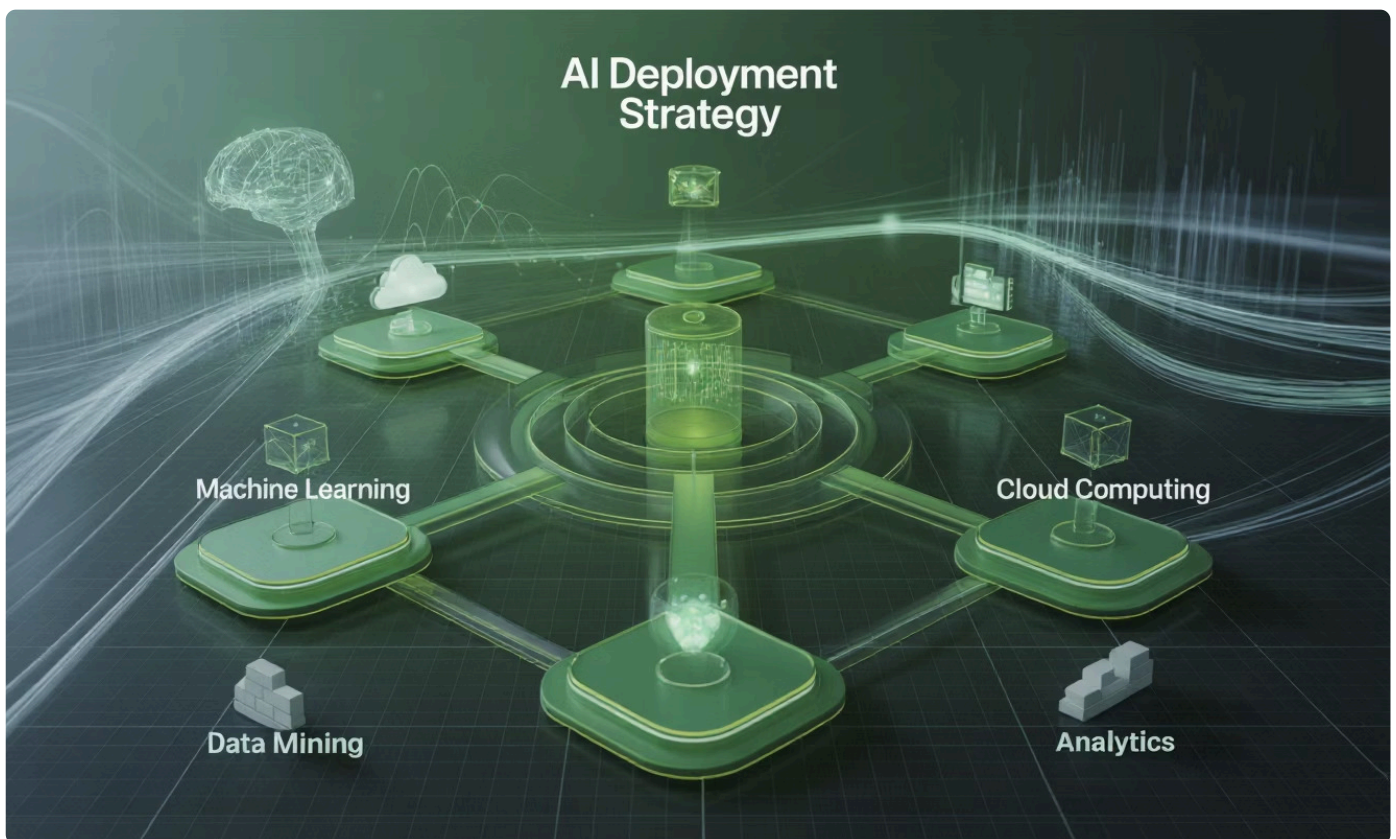 AI Deployment
Strategy
Machine Learning
Cloud Computing
Data Mining
Analytics